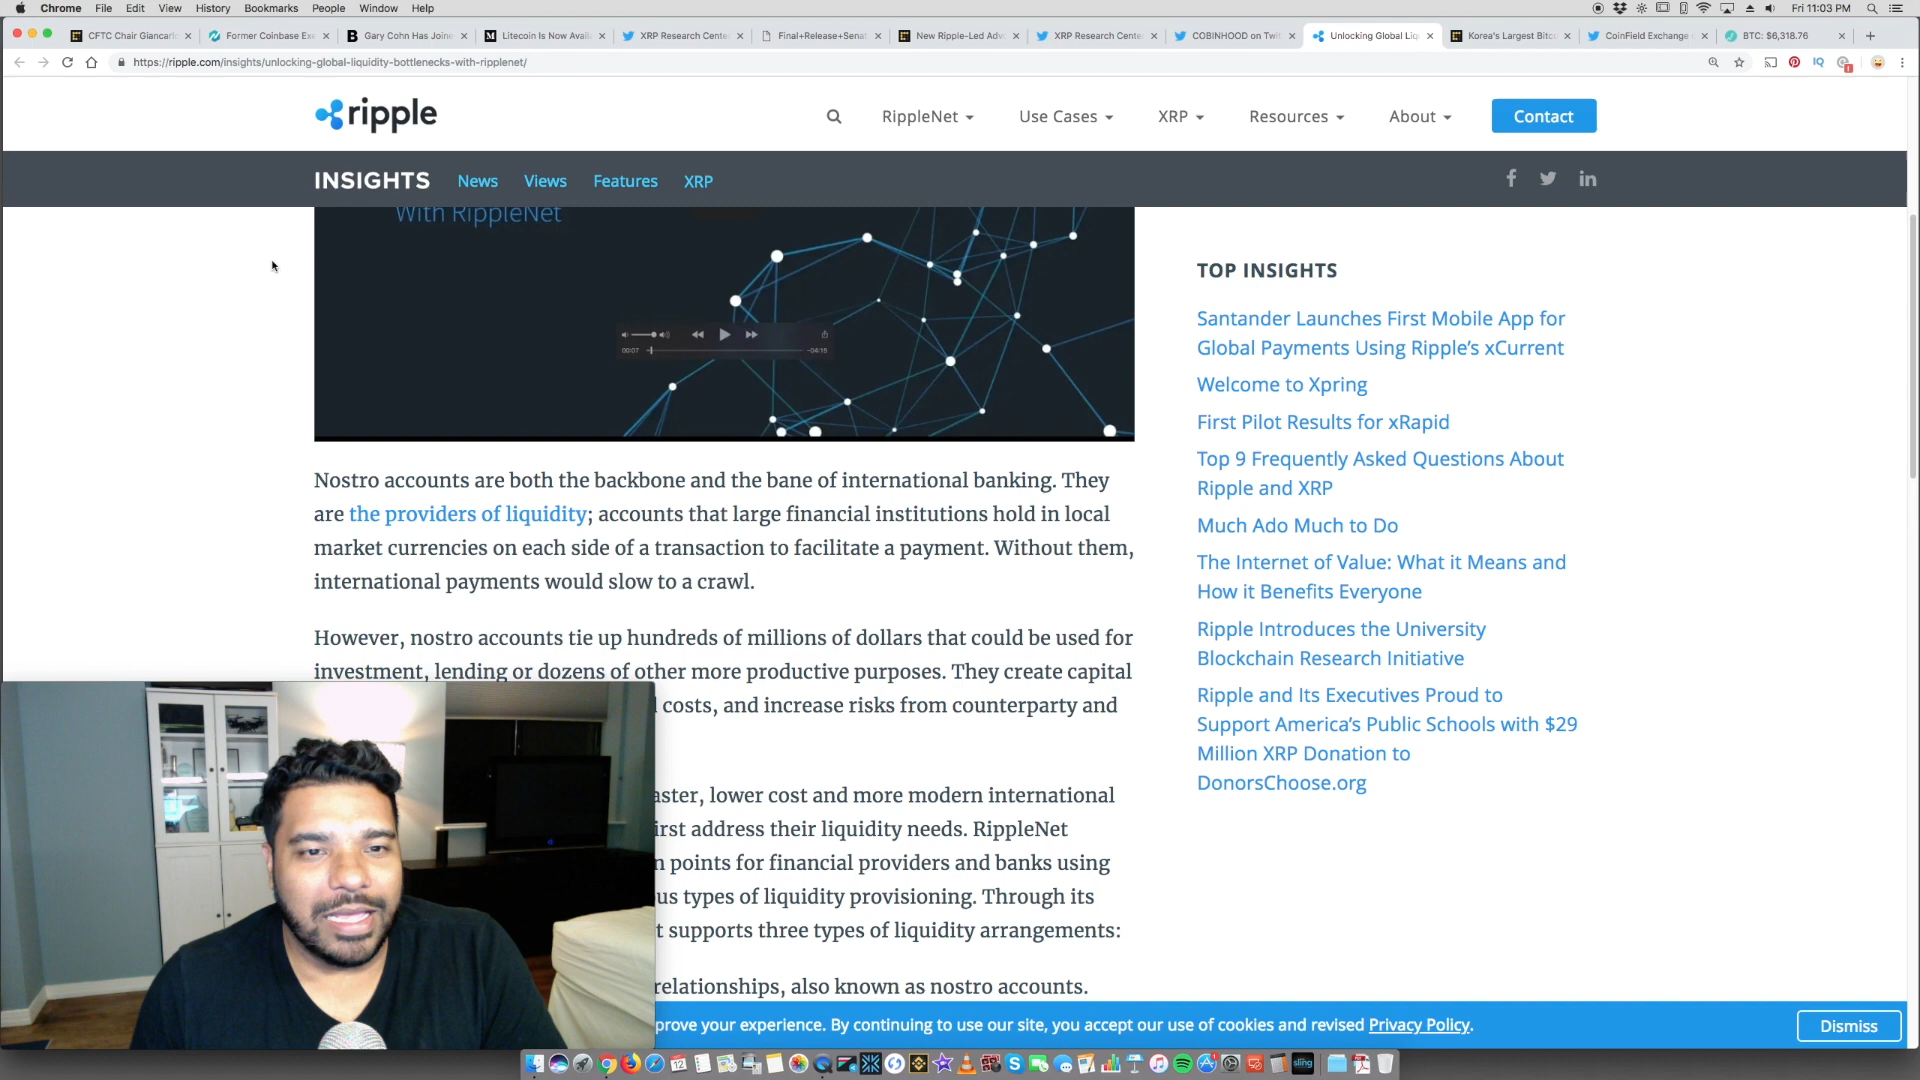 Chrome File Edit View History Bookmarks People Window Help Fri 11:03 PM
CFTC Chair Giancarlo Former Coinbase Exe Gary Cohn Has Joine Litecoin Is Now Avail XRP Research Center Final+Release+Senat New Ripple-Led Advo XRP Research Center COBINHOOD on Twit Unlocking Global Liq Korea's Largest Bitcu CoinField Exchange BTC: $6,318.76
https://ripple.com/insights/unlocking-global-liquidity-bottlenecks-with-ripplenet/
ripple RippleNet Use Cases XRP Resources About Contact
INSIGHTS News Views Features XRP
With RippleNet
00:07 -04:15
Nostro accounts are both the backbone and the bane of international banking. They
are the providers of liquidity; accounts that large financial institutions hold in local
market currencies on each side of a transaction to facilitate a payment. Without them,
international payments would slow to a crawl.
However, nostro accounts tie up hundreds of millions of dollars that could be used for
investment, lending or dozens of other more productive purposes. They create capital
costs, and increase risks from counterparty and
aster, lower cost and more modern international
irst address their liquidity needs. RippleNet
n points for financial providers and banks using
us types of liquidity provisioning. Through its
t supports three types of liquidity arrangements:
relationships, also known as nostro accounts.
TOP INSIGHTS
Santander Launches First Mobile App for
Global Payments Using Ripple's xCurrent
Welcome to Xpring
First Pilot Results for xRapid
Top 9 Frequently Asked Questions About
Ripple and XRP
Much Ado Much to Do
The Internet of Value: What it Means and
How it Benefits Everyone
Ripple Introduces the University
Blockchain Research Initiative
Ripple and Its Executives Proud to
Support America's Public Schools with $29
Million XRP Donation to
DonorsChoose.org
prove your experience. By continuing to use our site, you accept our use of cookies and revised Privacy Policy.
Dismiss